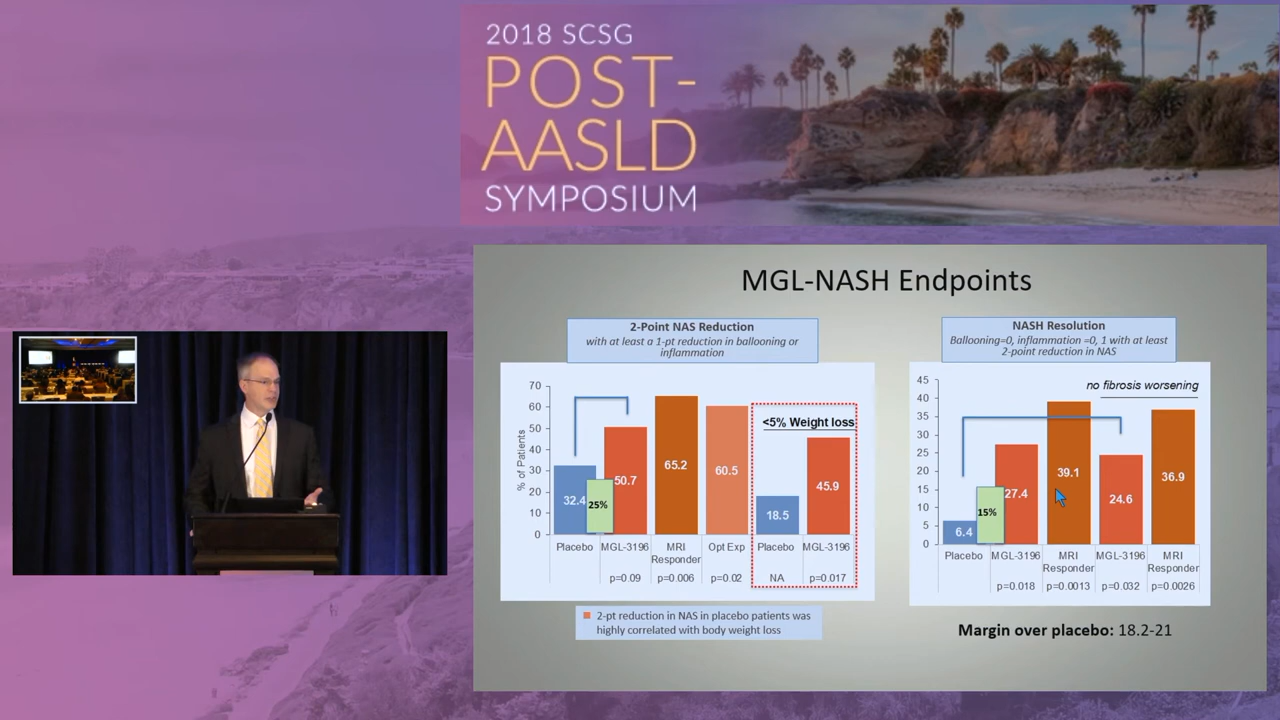 2018 SCSG
POST-
AASLD
SYMPOSIUM
MGL-NASH Endpoints
2-Point NAS Reduction
with at least a 1-pt reduction in ballooning or
inflammation
% of Patients
70
60
50
40
30
20
10
0
32.4
25%
50.7
65.2
60.5
<5% Weight loss
18.5
45.9
Placebo
MGL-3196
MRI
Responder
Opt Exp
Placebo
MGL-3196
p=0.09
p=0.006
p=0.02
NA
p=0.017
2-pt reduction in NAS in placebo patients was
highly correlated with body weight loss
NASH Resolution
Ballooning=0, inflammation =0, 1 with at least
2-point reduction in NAS
no fibrosis worsening
45
40
35
30
25
20
15
10
5
0
6.4
15%
27.4
39.1
24.6
36.9
Placebo
MGL-3196
MRI
Responder
MGL-3196
MRI
Responder
p=0.018
p=0.0013
p=0.032
p=0.0026
Margin over placebo: 18.2-21